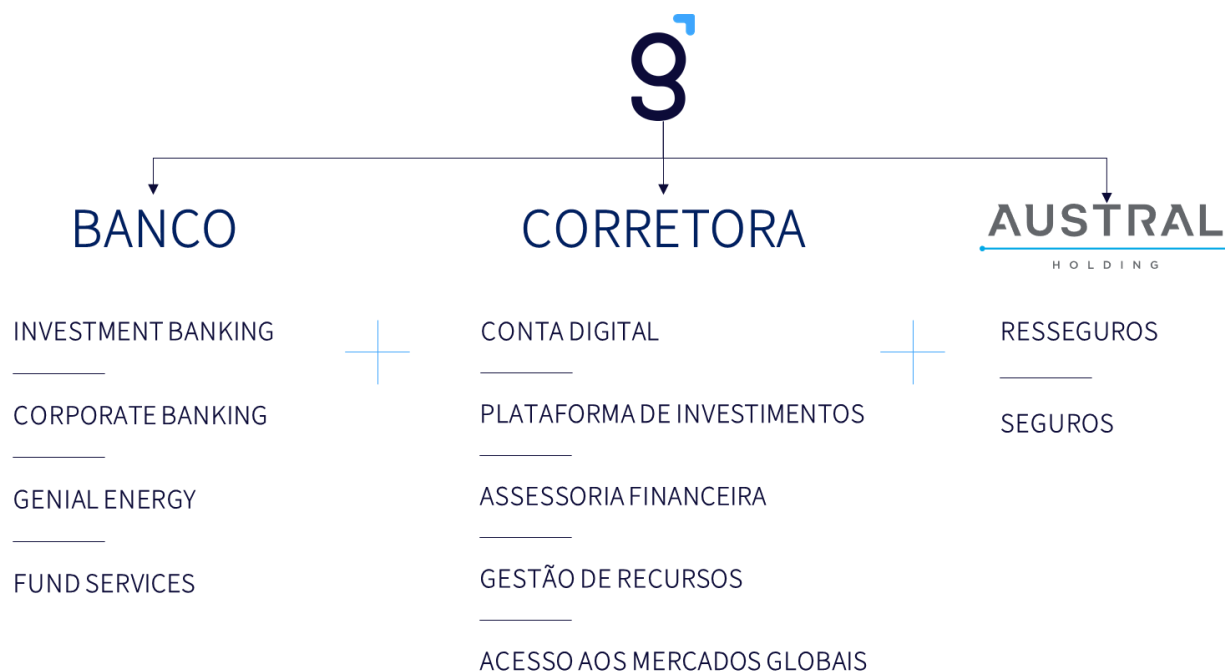 g
BANCO
CORRETORA
AUSTRAL
HOLDING
INVESTMENT BANKING
CORPORATE BANKING
GENIAL ENERGY
FUND SERVICES
CONTA DIGITAL
PLATAFORMA DE INVESTIMENTOS
ASSESSORIA FINANCEIRA
GESTÃO DE RECURSOS
ACESSO AOS MERCADOS GLOBAIS
RESSEGUROS
SEGUROS